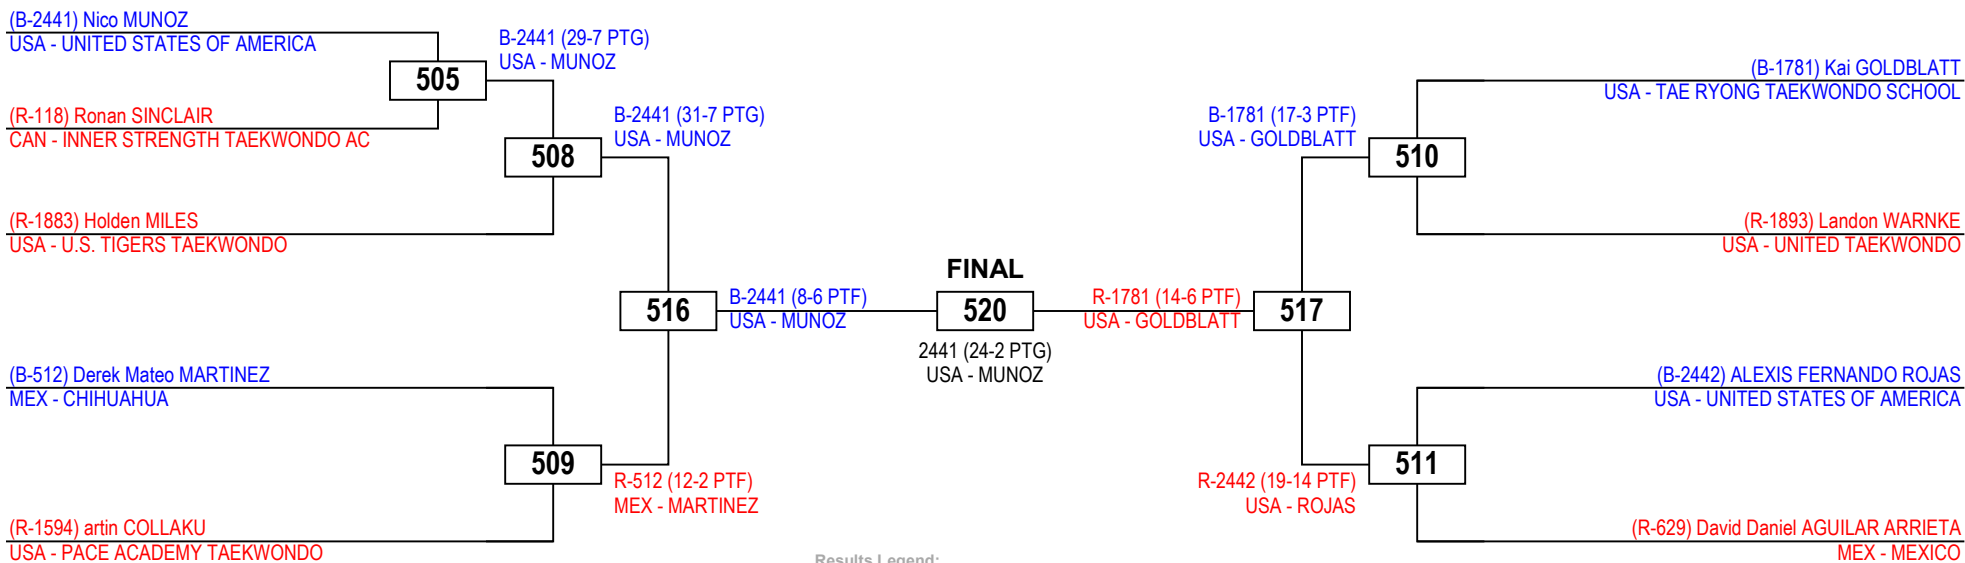 (B-2441) Nico MUNOZ
USA - UNITED STATES OF AMERICA
B-2441 (29-7 PTG)
USA - MUNOZ
505
(R-118) Ronan SINCLAIR
CAN - INNER STRENGTH TAEKWONDO AC
B-2441 (31-7 PTG)
USA - MUNOZ
508
(R-1883) Holden MILES
USA - U.S. TIGERS TAEKWONDO
516
B-2441 (8-6 PTF)
USA - MUNOZ
(B-512) Derek Mateo MARTINEZ
MEX - CHIHUAHUA
509
R-512 (12-2 PTF)
MEX - MARTINEZ
(R-1594) artin COLLAKU
USA - PACE ACADEMY TAEKWONDO
FINAL
520
2441 (24-2 PTG)
USA - MUNOZ
(B-1781) Kai GOLDBLATT
USA - TAE RYONG TAEKWONDO SCHOOL
B-1781 (17-3 PTF)
USA - GOLDBLATT
510
(R-1893) Landon WARNKE
USA - UNITED TAEKWONDO
R-1781 (14-6 PTF)
USA - GOLDBLATT
517
(B-2442) ALEXIS FERNANDO ROJAS
USA - UNITED STATES OF AMERICA
R-2442 (19-14 PTF)
USA - ROJAS
511
(R-629) David Daniel AGUILAR ARRIETA
MEX - MEXICO
Results Legend: